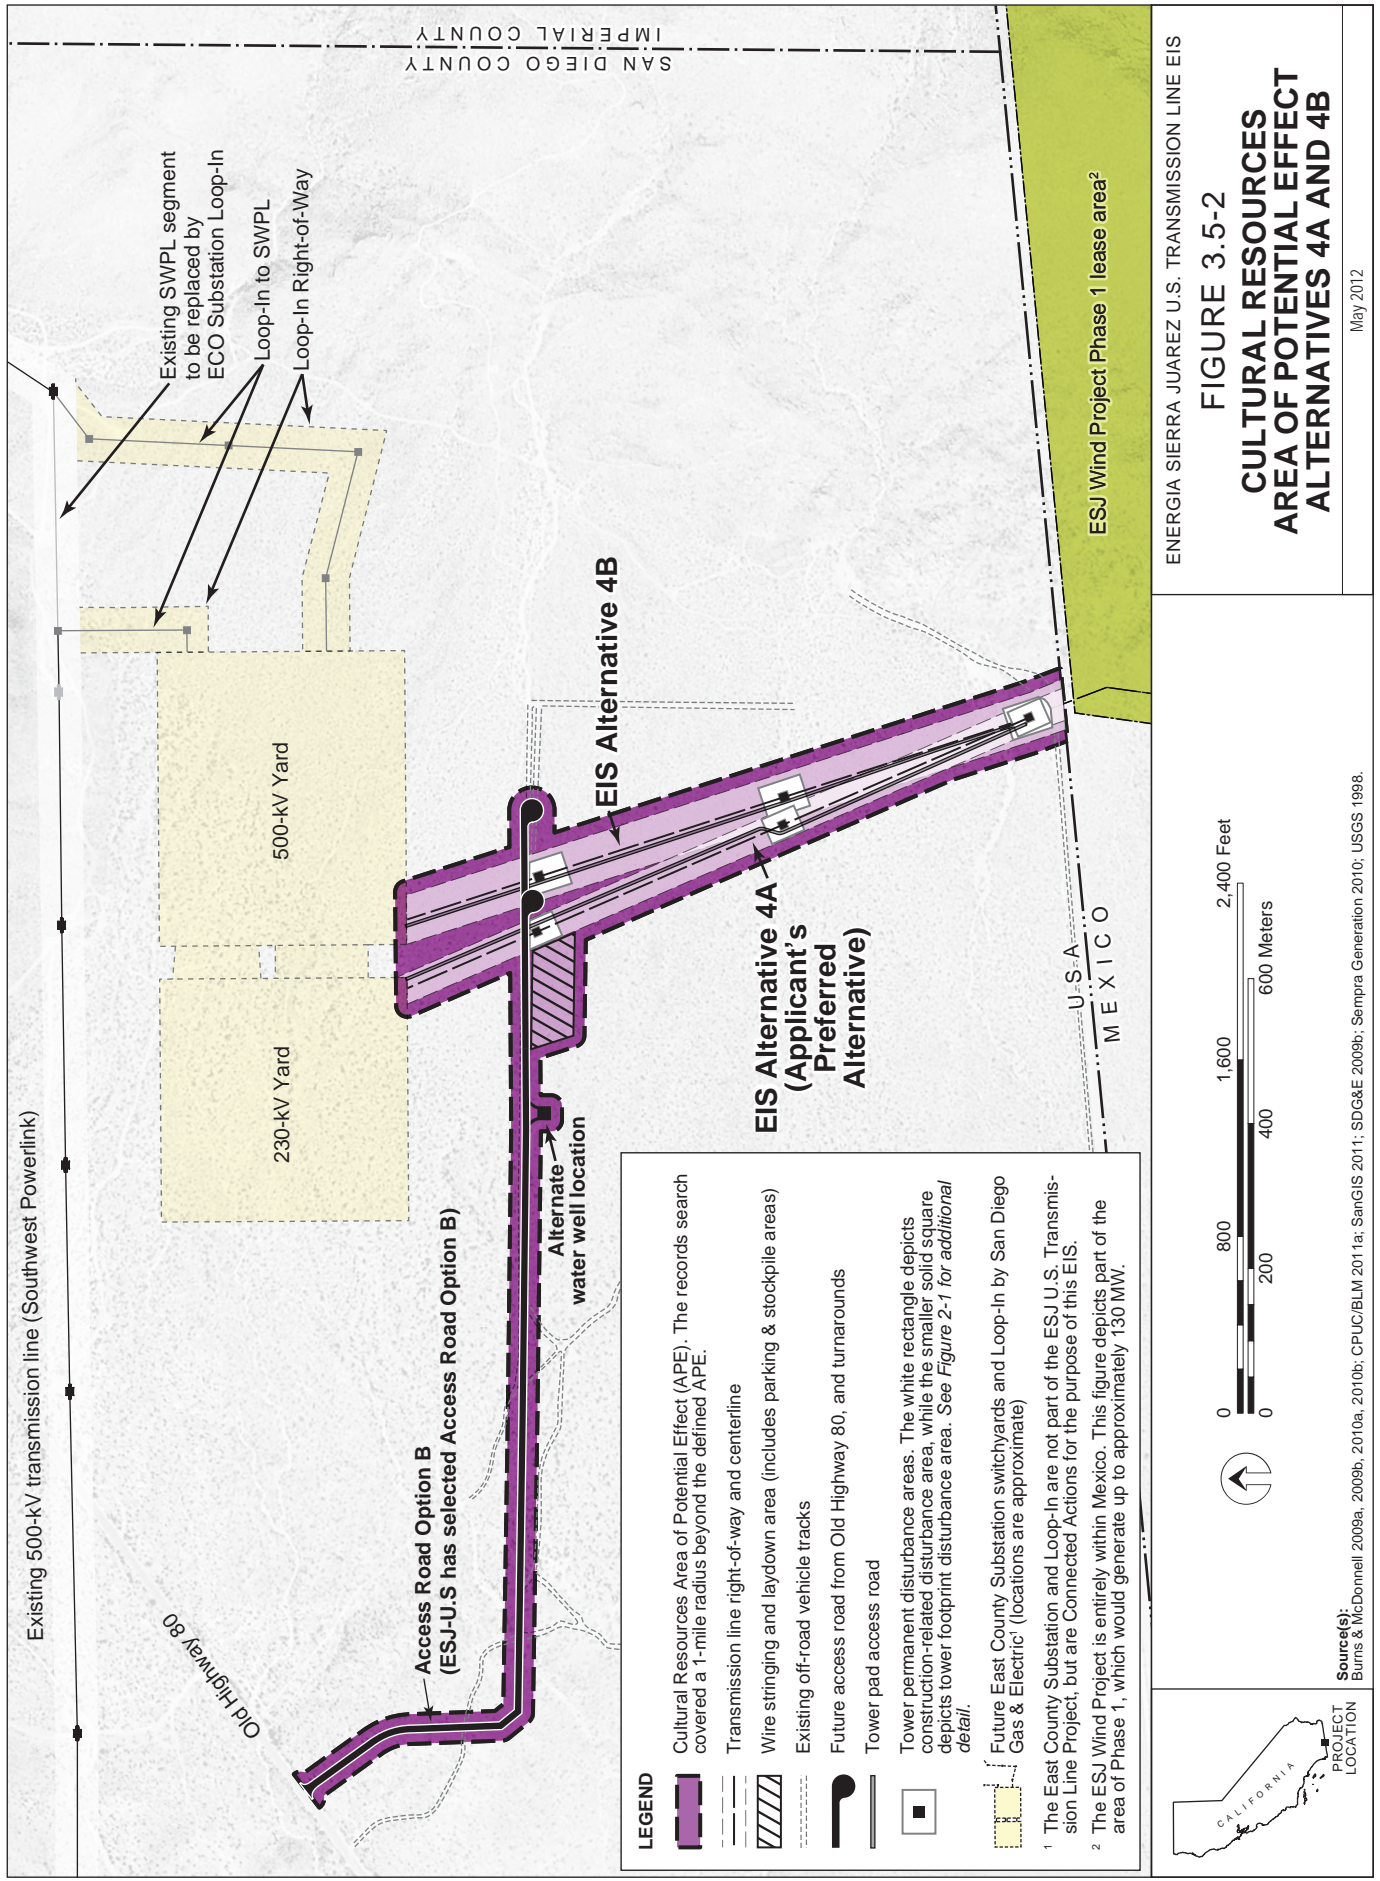 Existing 500-kV transmission line (Southwest Powerlink)
Existing SWPL segment
to be replaced by
ECO Substation Loop-In
Loop-In to SWPL
Loop-In Right-of-Way
SAN DIEGO COUNTY
IMPERIAL COUNTY
Old Highway 80
230-kV Yard
500-kV Yard
Access Road Option B
(ESJ-U.S has selected Access Road Option B)
Alternate
water well location
EIS Alternative 4B
EIS Alternative 4A
(Applicant's
Preferred
Alternative)
U.S.A
MEXICO
ESJ Wind Project Phase 1 lease area²
LEGEND
Cultural Resources Area of Potential Effect (APE). The records search
covered a 1-mile radius beyond the defined APE.
Transmission line right-of-way and centerline
Wire stringing and laydown area (includes parking & stockpile areas)
Existing off-road vehicle tracks
Future access road from Old Highway 80, and turnarounds
Tower pad access road
Tower permanent disturbance areas. The white rectangle depicts
construction-related disturbance area, while the smaller solid square
depicts tower footprint disturbance area. See Figure 2-1 for additional
detail.
Future East County Substation switchyards and Loop-In by San Diego
Gas & Electric¹ (locations are approximate)
¹ The East County Substation and Loop-In are not part of the ESJ U.S. Transmis-
sion Line Project, but are Connected Actions for the purpose of this EIS.
² The ESJ Wind Project is entirely within Mexico. This figure depicts part of the
area of Phase 1, which would generate up to approximately 130 MW.
CALIFORNIA
PROJECT
LOCATION
0 800 1,600 2,400 Feet
0 200 400 600 Meters
Source(s):
Burns & McDonnell 2009a, 2009b, 2010a, 2010b; CPUC/BLM 2011a; SanGIS 2011; SDG&E 2009b; Sempra Generation 2010; USGS 1998.
ENERGIA SIERRA JUAREZ U.S. TRANSMISSION LINE EIS
FIGURE 3.5-2
CULTURAL RESOURCES
AREA OF POTENTIAL EFFECT
ALTERNATIVES 4A AND 4B
May 2012